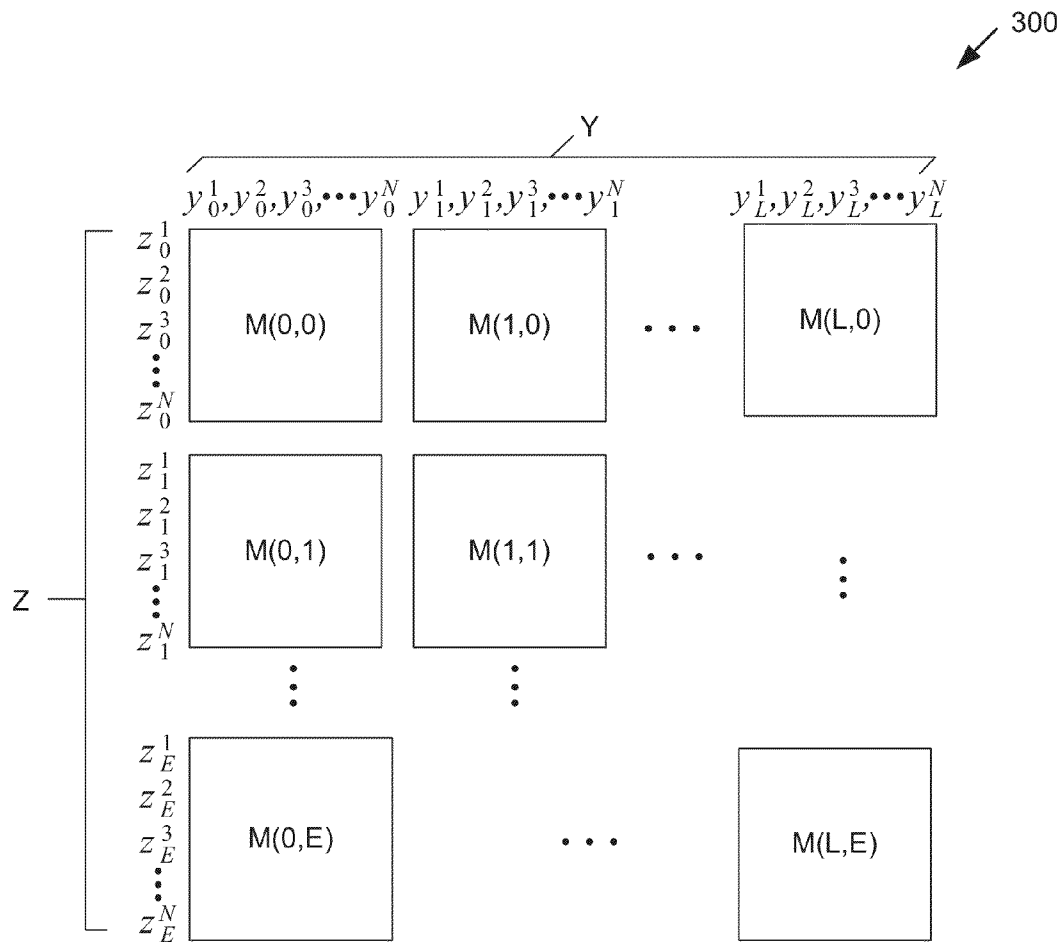 300
Y
y_0^1, y_0^2, y_0^3, ••• y_0^N y_1^1, y_1^2, y_1^3, ••• y_1^N y_L^1, y_L^2, y_L^3, ••• y_L^N
z_0^1
z_0^2
z_0^3 M(0,0) M(1,0) • • • M(L,0)
⋮
z_0^N
z_1^1
z_1^2
z_1^3 M(0,1) M(1,1) • • • ⋮
Z ⋮
z_1^N
⋮ ⋮
z_E^1
z_E^2
z_E^3 M(0,E) • • • M(L,E)
⋮
z_E^N